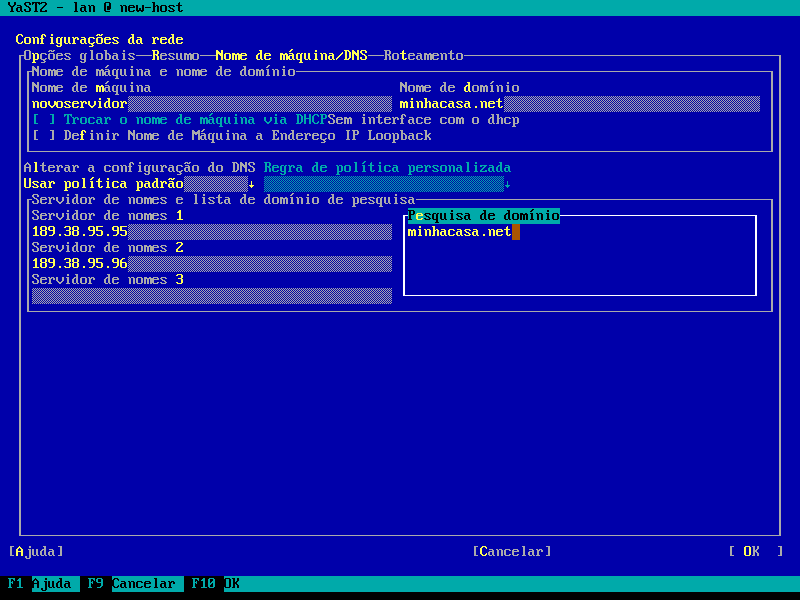 YaST2 - lan @ new-host
Configurações da rede
Opções globais—Resumo—Nome de máquina/DNS—Roteamento
Nome de máquina e nome de domínio
Nome de máquina Nome de domínio
novoservidor minhacasa.net
[ ] Trocar o nome de máquina via DHCPSem interface com o dhcp
[ ] Definir Nome de Máquina a Endereço IP Loopback
Alterar a configuração do DNS Regra de política personalizada
Usar política padrão↓ ↓
Servidor de nomes e lista de domínio de pesquisa
Servidor de nomes 1 Pesquisa de domínio
189.38.95.95 minhacasa.net
Servidor de nomes 2
189.38.95.96
Servidor de nomes 3
[Ajuda] [Cancelar] [ OK ]
F1 Ajuda F9 Cancelar F10 OK